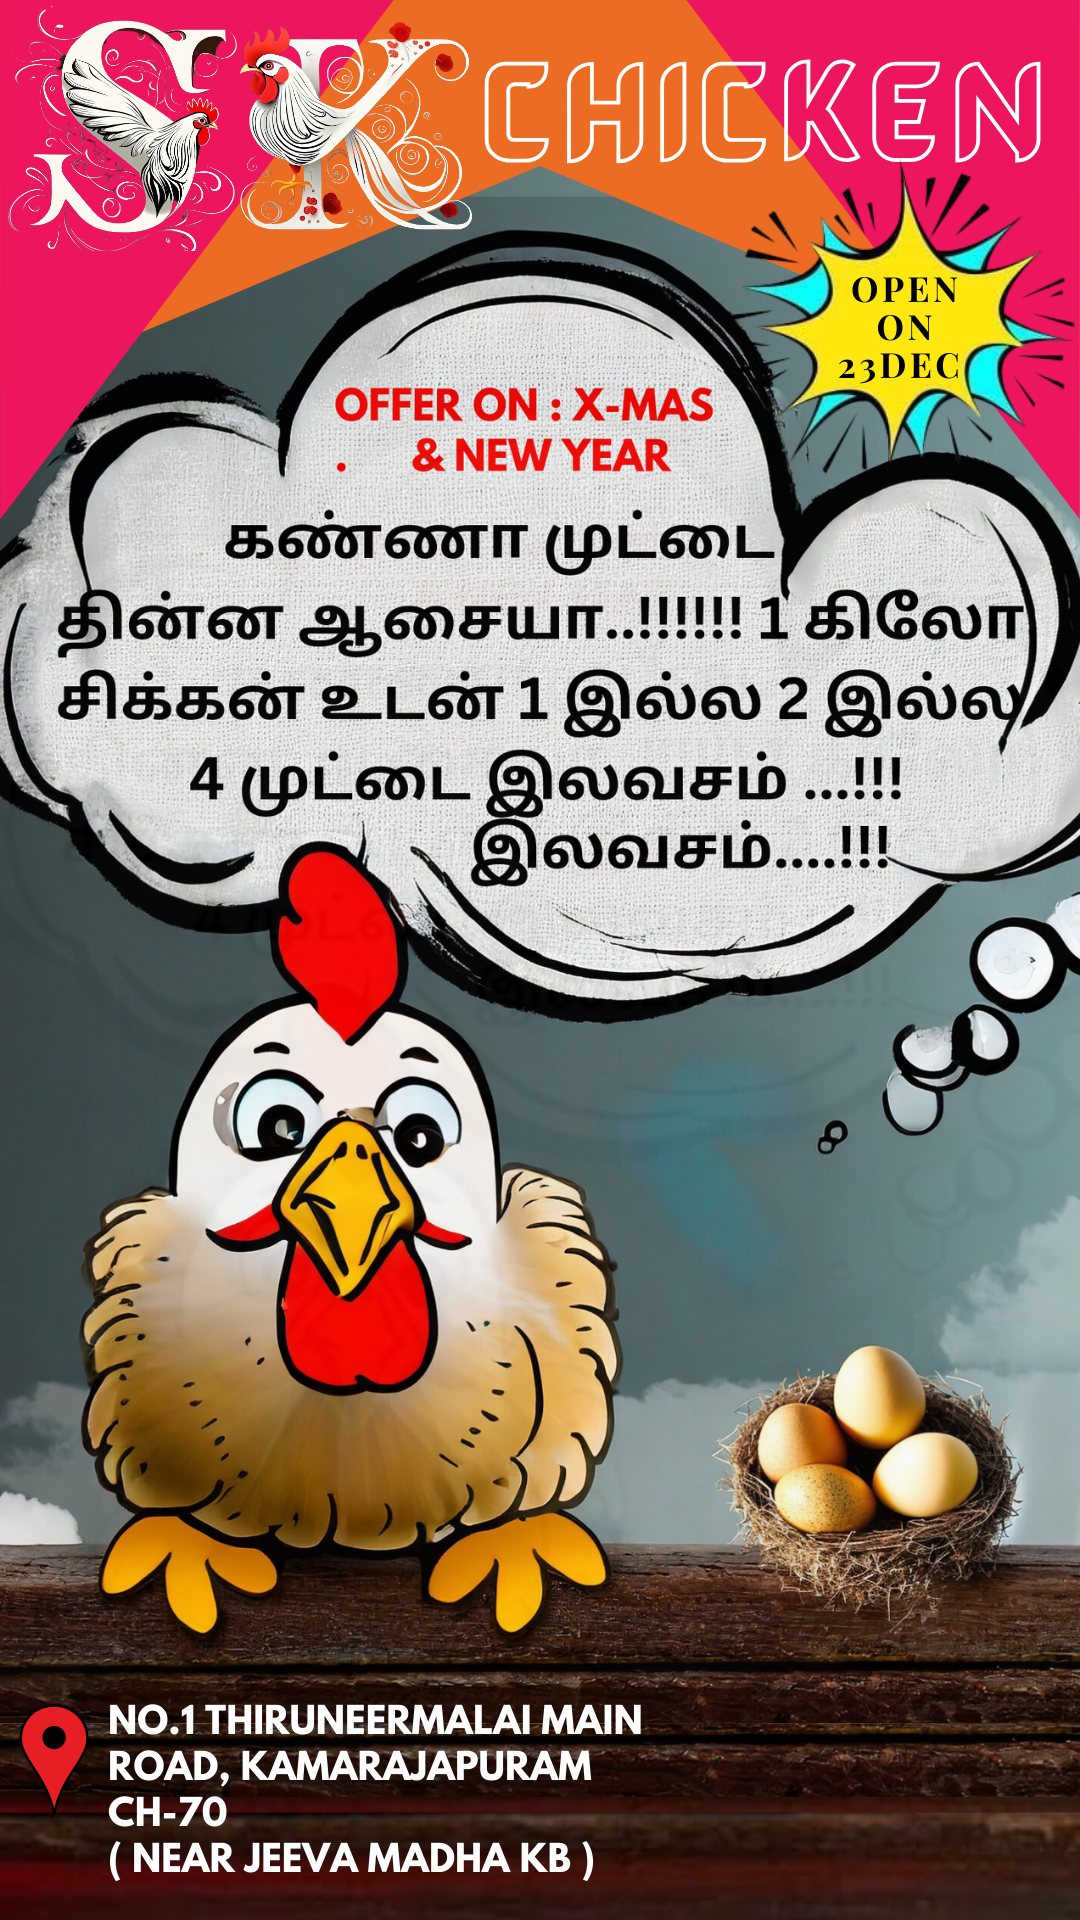 SK CHICKEN
OPEN
ON
23DEC
OFFER ON : X-MAS
. & NEW YEAR
கண்ணா முட்டை
தின்ன ஆசையா..!!!!!! 1 கிலோ
சிக்கன் உடன் 1 இல்ல 2 இல்ல
4 முட்டை இலவசம் ...!!!
இலவசம்....!!!
NO.1 THIRUNEERMALAI MAIN
ROAD, KAMARAJAPURAM
CH-70
( NEAR JEEVA MADHA KB )